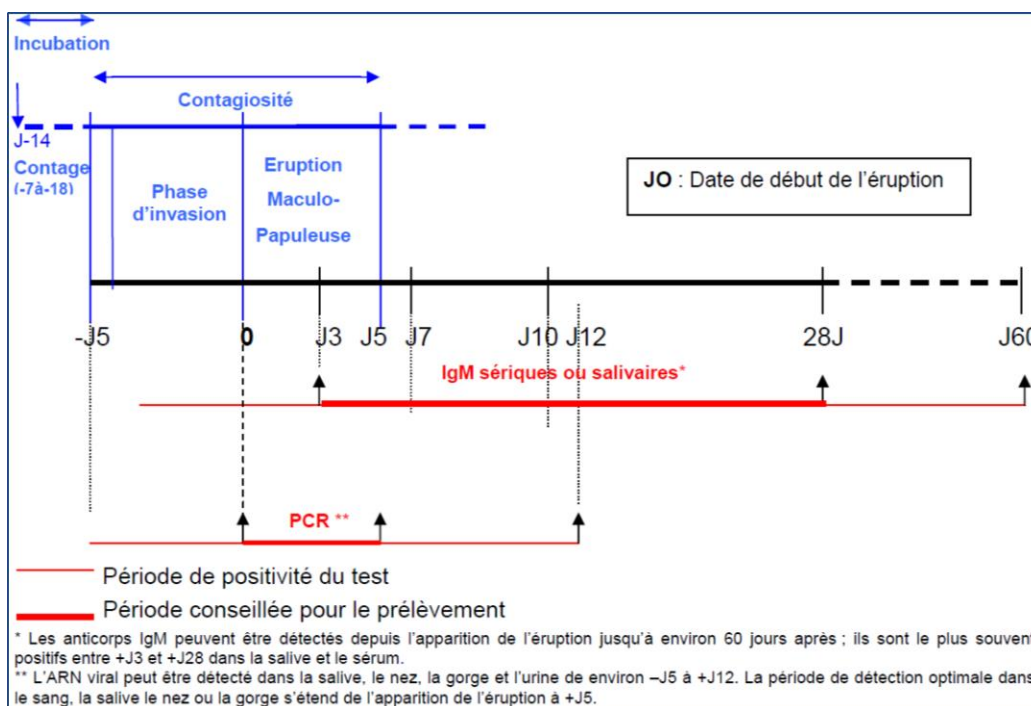 Incubation
Contagiosité
J-14
Contage
(-7à-18)
Phase
d'invasion
Eruption
Maculo-
Papuleuse
JO : Date de début de l'éruption
-J5
0
J3
J5
J7
J10
J12
28J
J60
IgM sériques ou salivaires*
PCR **
Période de positivité du test
Période conseillée pour le prélèvement
* Les anticorps IgM peuvent être détectés depuis l'apparition de l'éruption jusqu'à environ 60 jours après ; ils sont le plus souvent
positifs entre +J3 et +J28 dans la salive et le sérum.
** L'ARN viral peut être détecté dans la salive, le nez, la gorge et l'urine de environ –J5 à +J12. La période de détection optimale dans
le sang, la salive le nez ou la gorge s'étend de l'apparition de l'éruption à +J5.